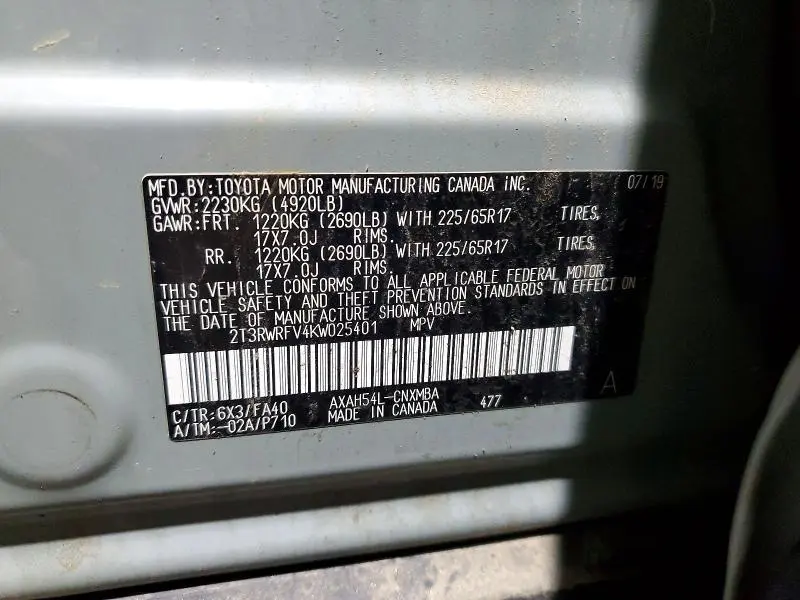 MFD.BY:TOYOTA MOTOR MANUFACTURING CANADA INC. 07/19
GVWR:2230KG (4920LB)
GAWR:FRT. 1220KG (2690LB) WITH 225/65R17 TIRES,
17X7.0J RIMS.
RR. 1220KG (2690LB) WITH 225/65R17 TIRES,
17X7.0J RIMS.
THIS VEHICLE CONFORMS TO ALL APPLICABLE FEDERAL MOTOR
VEHICLE SAFETY AND THEFT PREVENTION STANDARDS IN EFFECT ON
THE DATE OF MANUFACTURE SHOWN ABOVE.
2T3RWRFV4KW025401 MPV
C/TR:6X3/FA40 AXAH54L-CNXMBA 477 A
A/TM:-02A/P710 MADE IN CANADA